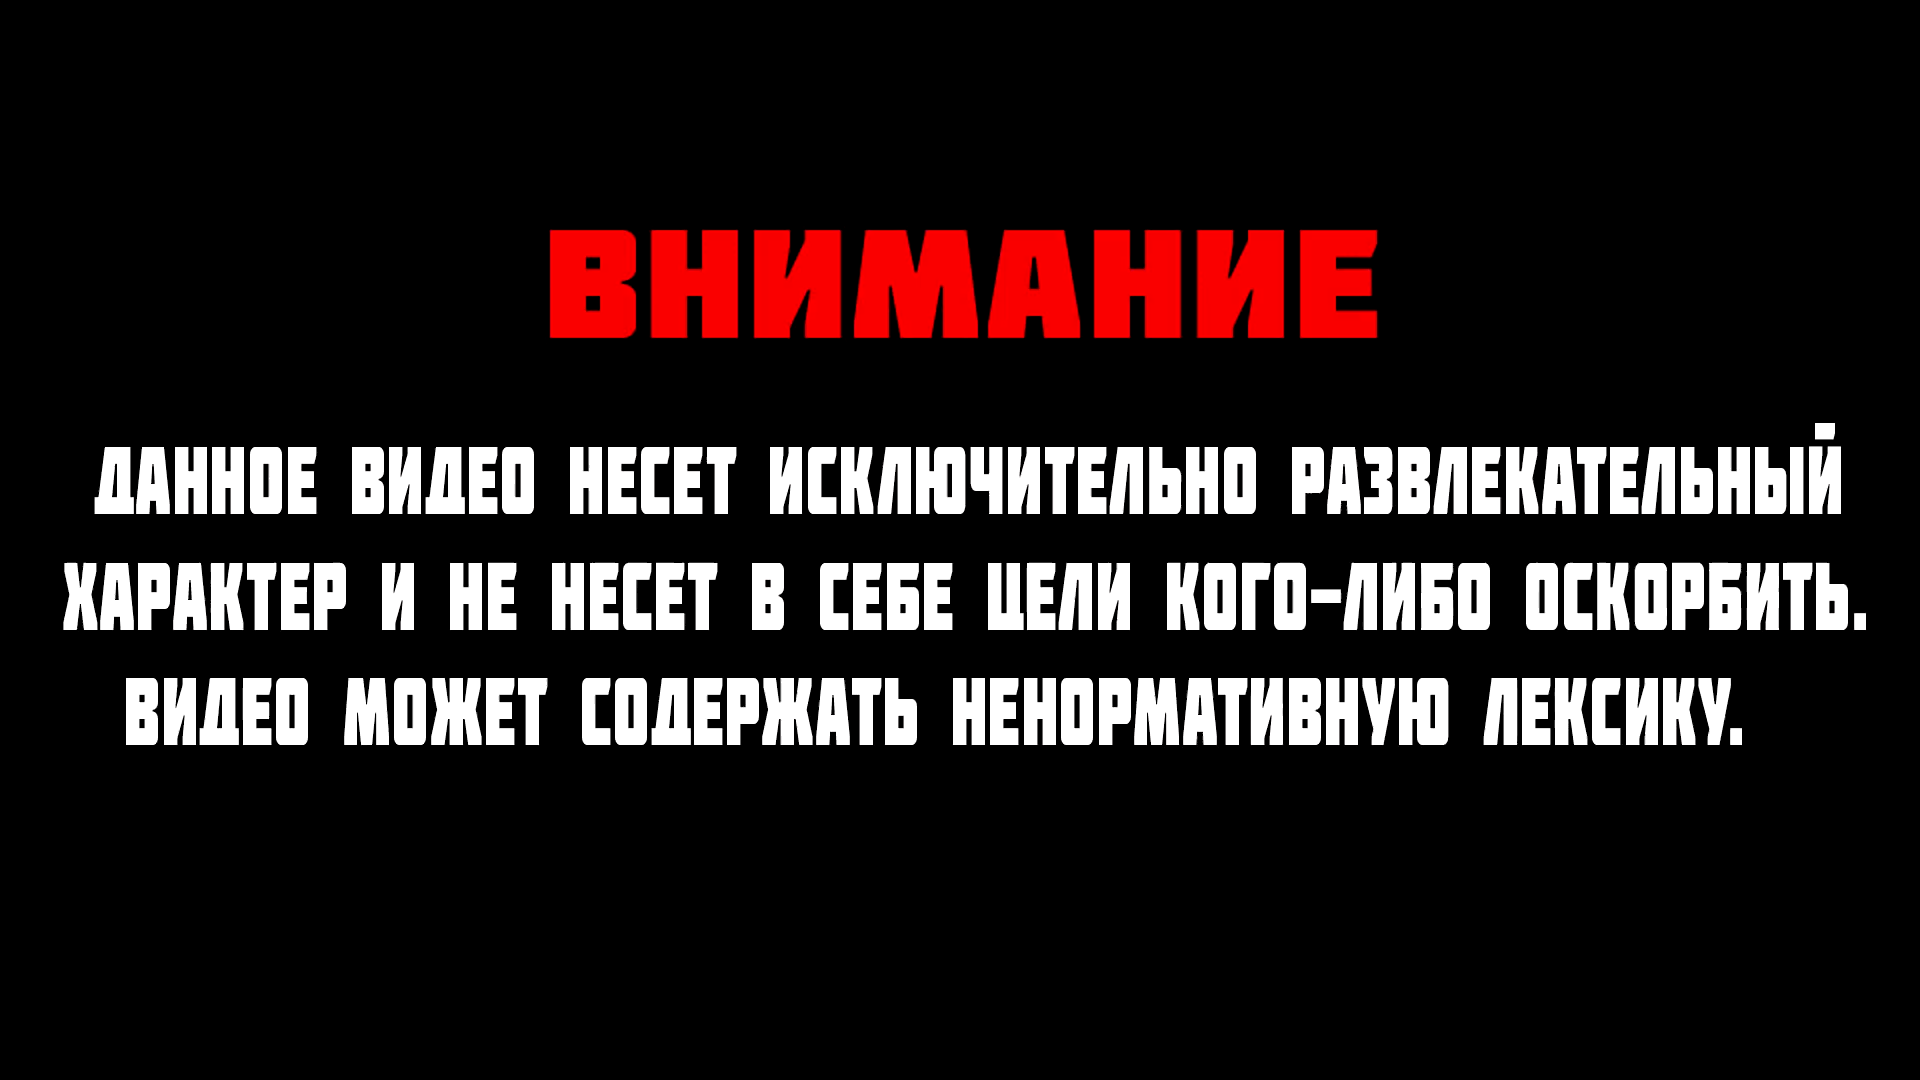 ВНИМАНИЕ
ДАННОЕ ВИДЕО НЕСЕТ ИСКЛЮЧИТЕЛЬНО РАЗВЛЕКАТЕЛЬНЫЙ
ХАРАКТЕР И НЕ НЕСЕТ В СЕБЕ ЦЕЛИ КОГО-ЛИБО ОСКОРБИТЬ.
ВИДЕО МОЖЕТ СОДЕРЖАТЬ НЕНОРМАТИВНУЮ ЛЕКСИКУ.